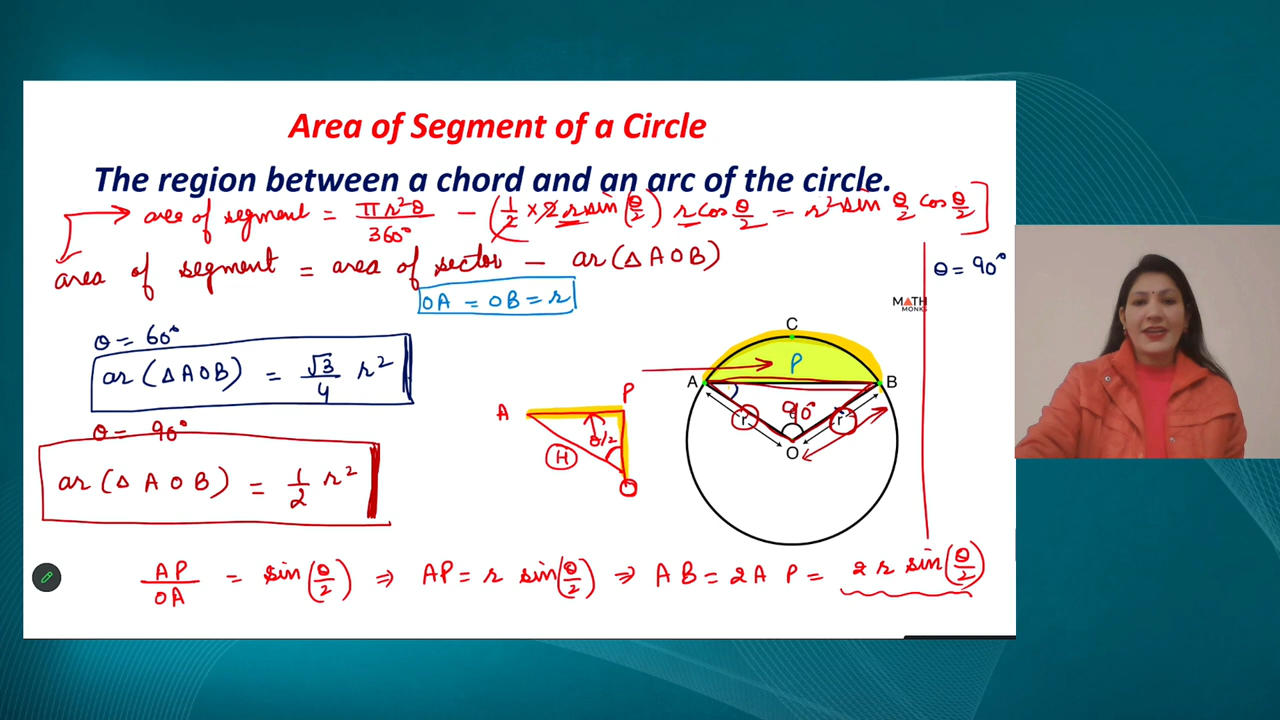 Area of Segment of a Circle
The region between a chord and an arc of the circle.
area of segment = πr²θ / 360° - (1/2 × 2 r sin(θ/2) r cos θ/2 = r² sin θ/2 cos θ/2]
area of segment = area of sector - ar(ΔAOB)
θ = 90°
OA = OB = r
MATH
MONKS
θ = 60°
ar(ΔAOB) = √3/4 r²
θ = 90°
ar(ΔAOB) = 1/2 r²
A
P
θ/2
H
O
C
P
A
B
90°
r
r
O
AP/OA = sin(θ/2) ⇒ AP = r sin(θ/2) ⇒ AB = 2AP = 2r sin(θ/2)